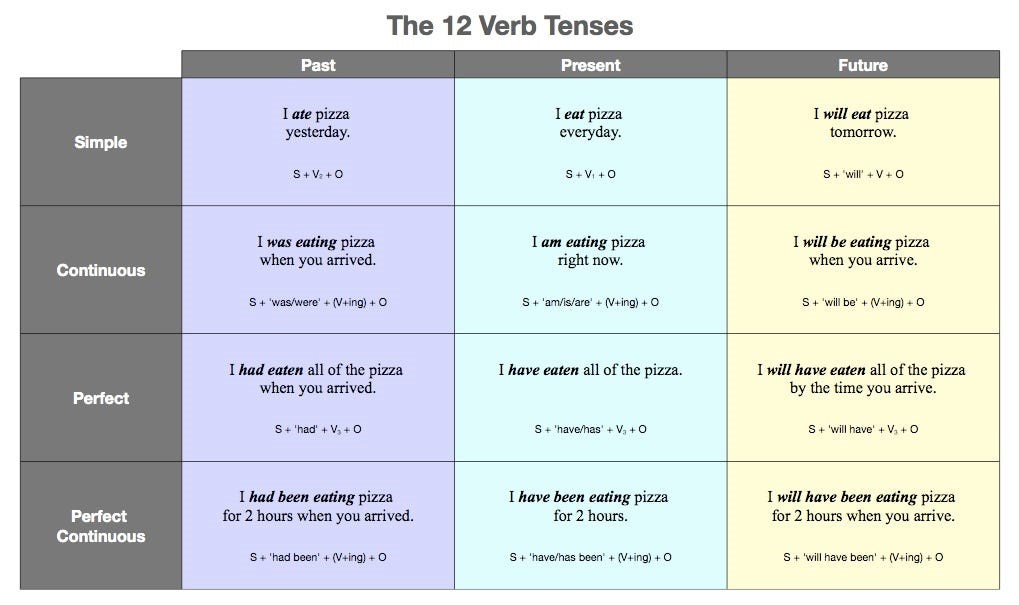 The 12 Verb Tenses
Past
Present
Future
Simple
I ate pizza
yesterday.
S + V₂ + O
I eat pizza
everyday.
S + V₁ + O
I will eat pizza
tomorrow.
S + 'will' + V + O
Continuous
I was eating pizza
when you arrived.
S + 'was/were' + (V+ing) + O
I am eating pizza
right now.
S + 'am/is/are' + (V+ing) + O
I will be eating pizza
when you arrive.
S + 'will be' + (V+ing) + O
Perfect
I had eaten all of the pizza
when you arrived.
S + 'had' + V₃ + O
I have eaten all of the pizza.
S + 'have/has' + V₃ + O
I will have eaten all of the pizza
by the time you arrive.
S + 'will have' + V₃ + O
Perfect
Continuous
I had been eating pizza
for 2 hours when you arrived.
S + 'had been' + (V+ing) + O
I have been eating pizza
for 2 hours.
S + 'have/has been' + (V+ing) + O
I will have been eating pizza
for 2 hours when you arrive.
S + 'will have been' + (V+ing) + O